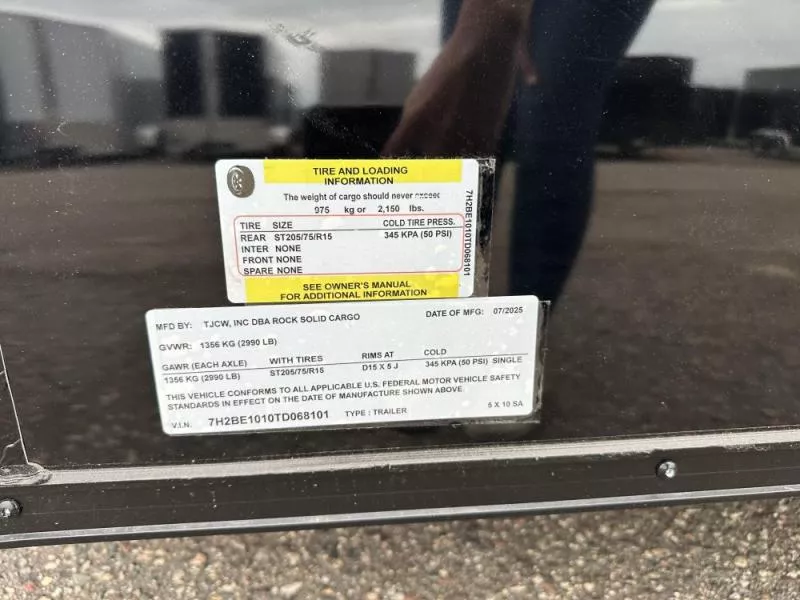 TIRE AND LOADING
INFORMATION
The weight of cargo should never exceed
975 kg or 2,150 lbs.
TIRE SIZE COLD TIRE PRESS.
REAR ST205/75/R15 345 KPA (50 PSI)
INTER NONE
FRONT NONE
SPARE NONE
SEE OWNER'S MANUAL
FOR ADDITIONAL INFORMATION
7H2BE1010TD068101
MFD BY: TJCW, INC DBA ROCK SOLID CARGO DATE OF MFG: 07/2025
GVWR: 1356 KG (2990 LB)
GAWR (EACH AXLE) WITH TIRES RIMS AT COLD
1356 KG (2990 LB) ST205/75/R15 D15 X 5 J 345 KPA (50 PSI) SINGLE
THIS VEHICLE CONFORMS TO ALL APPLICABLE U.S. FEDERAL MOTOR VEHICLE SAFETY
STANDARDS IN EFFECT ON THE DATE OF MANUFACTURE SHOWN ABOVE
V.I.N. 7H2BE1010TD068101 TYPE : TRAILER 5 X 10 SA